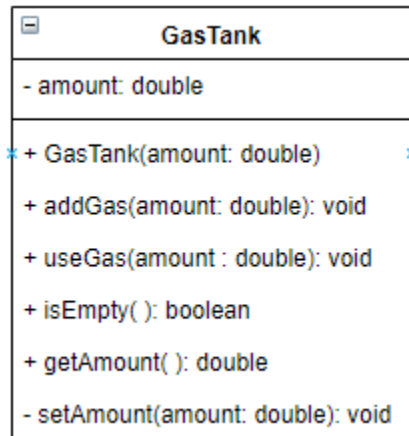 GasTank
- amount: double
+ GasTank(amount: double)
+ addGas(amount: double): void
+ useGas(amount : double): void
+ isEmpty( ): boolean
+ getAmount( ): double
- setAmount(amount: double): void